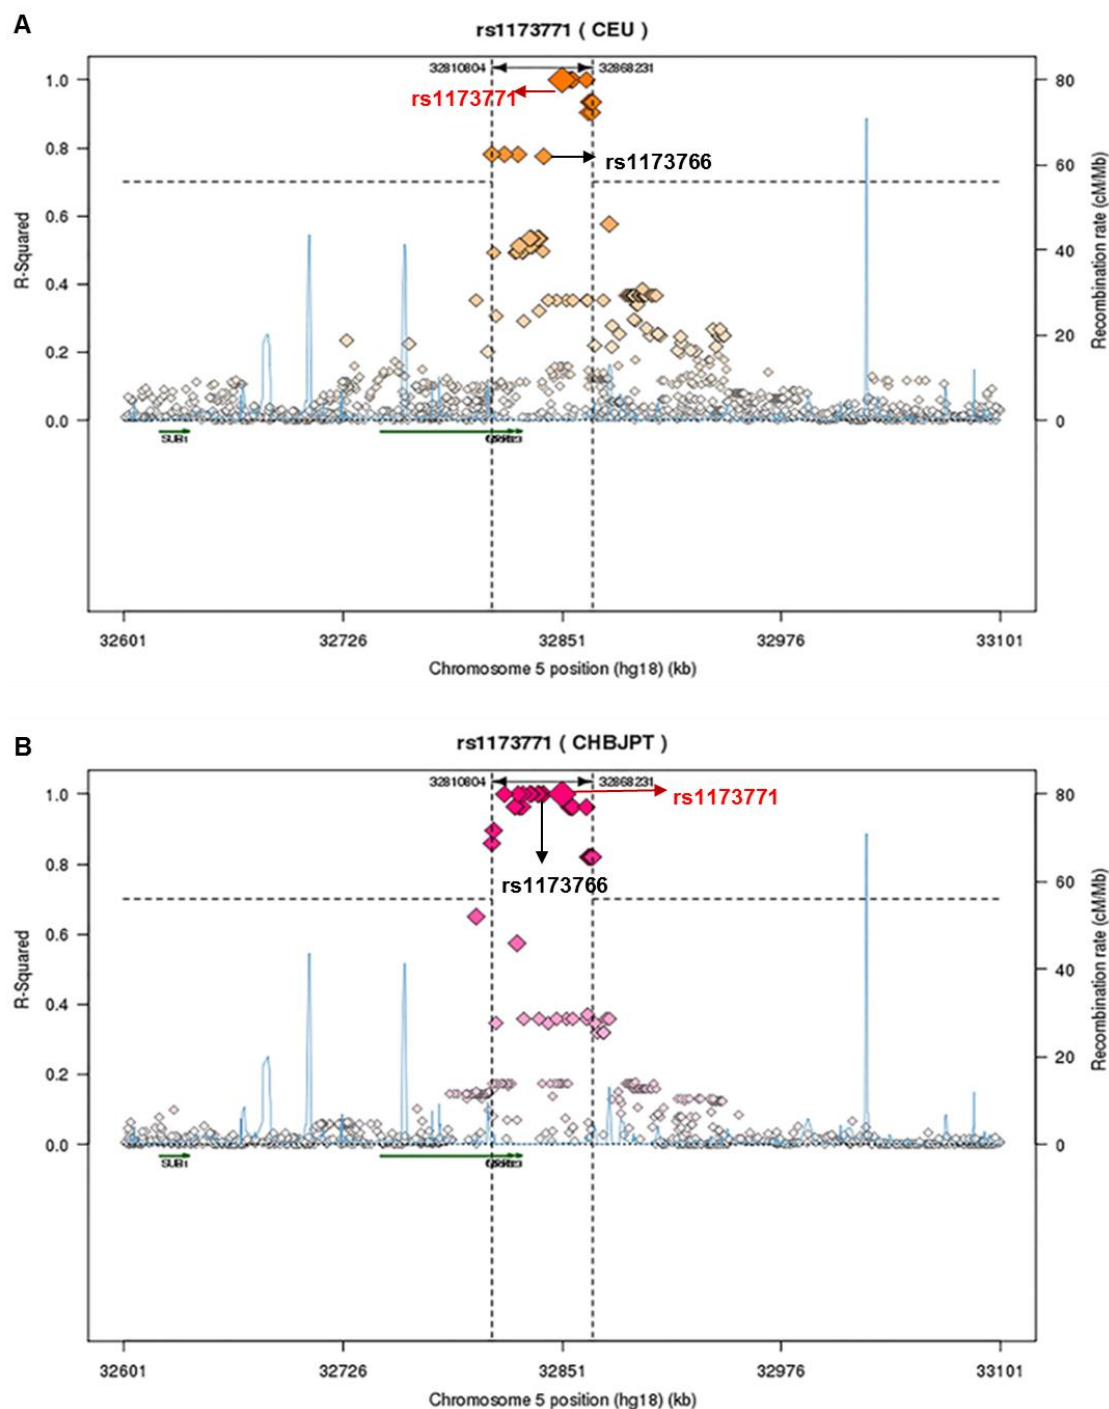 A
rs1173771 ( CEU )
32810804 32868231
rs1173771
rs1173766
R-Squared
1.0
0.8
0.6
0.4
0.2
0.0
Recombination rate (cM/Mb)
80
60
40
20
0
SUB1
32601 32726 32851 32976 33101
Chromosome 5 position (hg18) (kb)
B
rs1173771 ( CHBJPT )
32810804 32868231
rs1173771
rs1173766
R-Squared
1.0
0.8
0.6
0.4
0.2
0.0
Recombination rate (cM/Mb)
80
60
40
20
0
SUB1
32601 32726 32851 32976 33101
Chromosome 5 position (hg18) (kb)